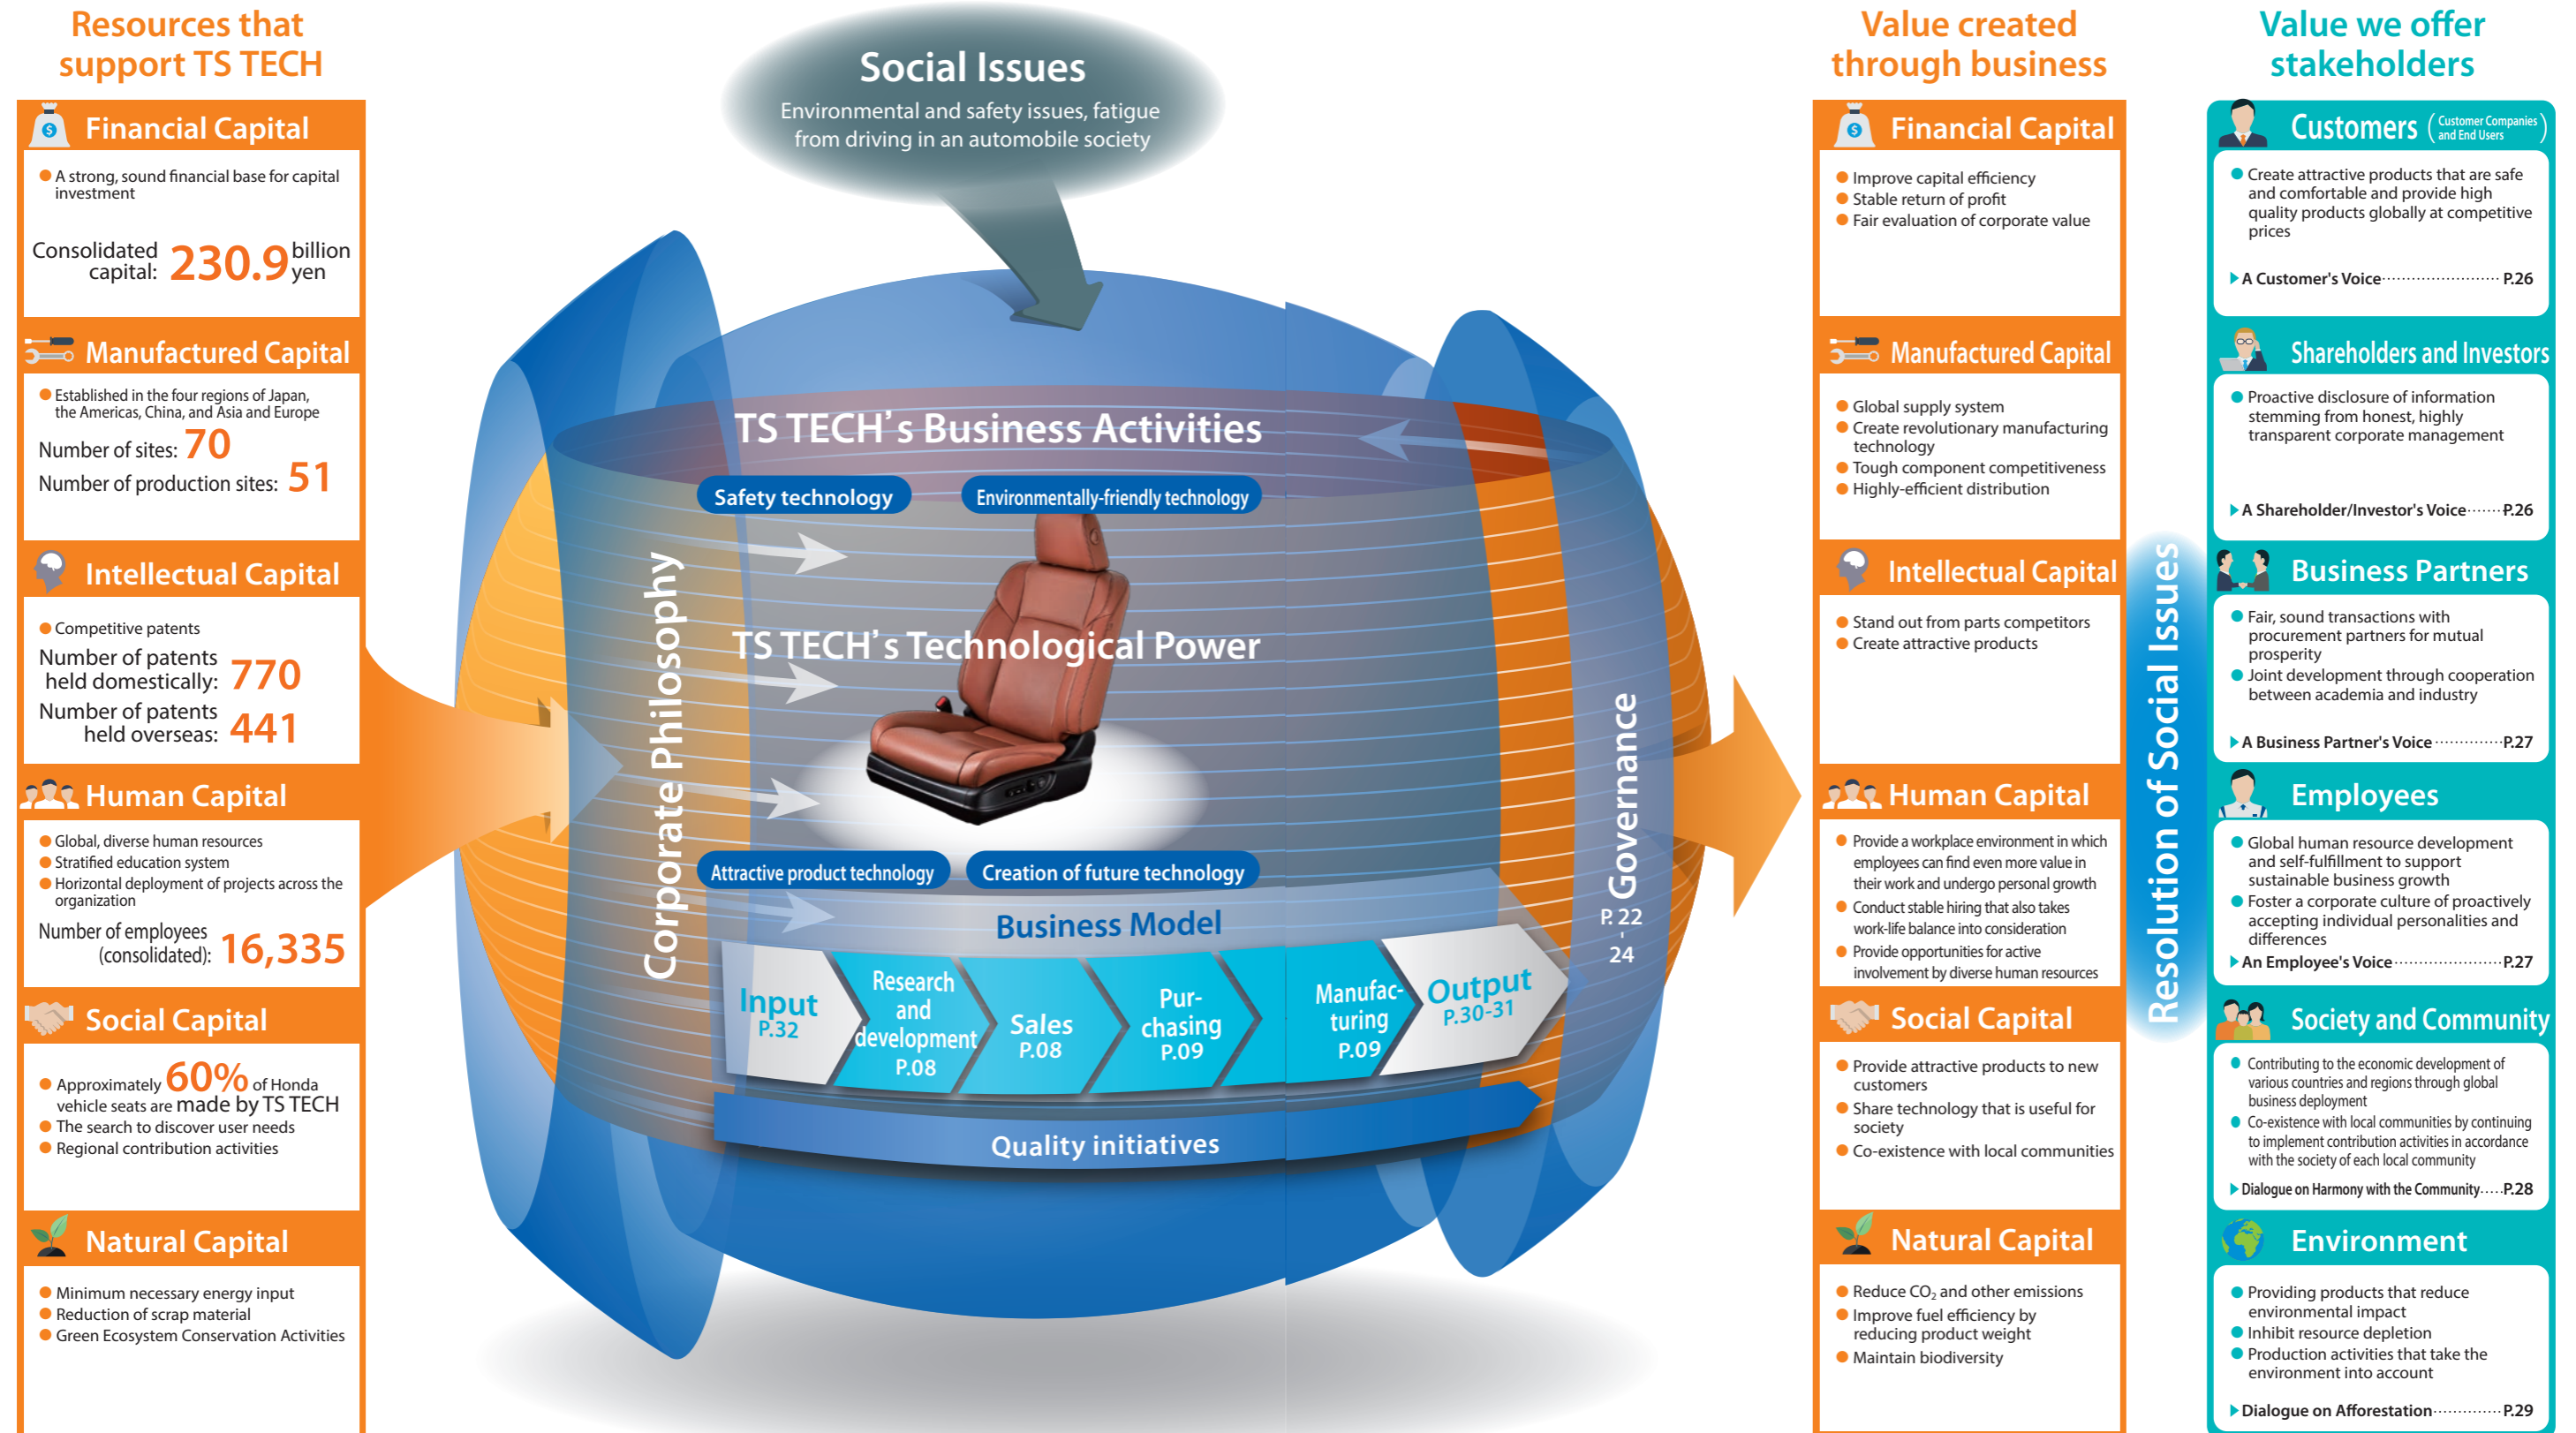 Resources that
support TS TECH
Financial Capital
A strong, sound financial base for capital
investment
Consolidated
capital: 230.9 billion
yen
Manufactured Capital
Established in the four regions of Japan,
the Americas, China, and Asia and Europe
Number of sites: 70
Number of production sites: 51
Intellectual Capital
Competitive patents
Number of patents
held domestically: 770
Number of patents
held overseas: 441
Human Capital
Global, diverse human resources
Stratified education system
Horizontal deployment of projects across the
organization
Number of employees
(consolidated): 16,335
Social Capital
Approximately 60% of Honda
vehicle seats are made by TS TECH
The search to discover user needs
Regional contribution activities
Natural Capital
Minimum necessary energy input
Reduction of scrap material
Green Ecosystem Conservation Activities
Social Issues
Environmental and safety issues, fatigue
from driving in an automobile society
TS TECH's Business Activities
Safety technology
Environmentally-friendly technology
Corporate Philosophy
TS TECH's Technological Power
Attractive product technology
Creation of future technology
Governance
P. 22
-
24
Business Model
Input
P.32
Research
and
development
P.08
Sales
P.08
Pur-
chasing
P.09
Manufac-
turing
P.09
Output
P.30-31
Quality initiatives
Value created
through business
Financial Capital
Improve capital efficiency
Stable return of profit
Fair evaluation of corporate value
Manufactured Capital
Global supply system
Create revolutionary manufacturing
technology
Tough component competitiveness
Highly-efficient distribution
Intellectual Capital
Stand out from parts competitors
Create attractive products
Human Capital
Provide a workplace environment in which
employees can find even more value in
their work and undergo personal growth
Conduct stable hiring that also takes
work-life balance into consideration
Provide opportunities for active
involvement by diverse human resources
Social Capital
Provide attractive products to new
customers
Share technology that is useful for
society
Co-existence with local communities
Natural Capital
Reduce CO₂ and other emissions
Improve fuel efficiency by
reducing product weight
Maintain biodiversity
Resolution of Social Issues
Value we offer
stakeholders
Customers (Customer Companies
and End Users)
Create attractive products that are safe
and comfortable and provide high
quality products globally at competitive
prices
A Customer's Voice P.26
Shareholders and Investors
Proactive disclosure of information
stemming from honest, highly
transparent corporate management
A Shareholder/Investor's Voice P.26
Business Partners
Fair, sound transactions with
procurement partners for mutual
prosperity
Joint development through cooperation
between academia and industry
A Business Partner's Voice P.27
Employees
Global human resource development
and self-fulfillment to support
sustainable business growth
Foster a corporate culture of proactively
accepting individual personalities and
differences
An Employee's Voice P.27
Society and Community
Contributing to the economic development of
various countries and regions through global
business deployment
Co-existence with local communities by continuing
to implement contribution activities in accordance
with the society of each local community
Dialogue on Harmony with the Community P.28
Environment
Providing products that reduce
environmental impact
Inhibit resource depletion
Production activities that take the
environment into account
Dialogue on Afforestation P.29